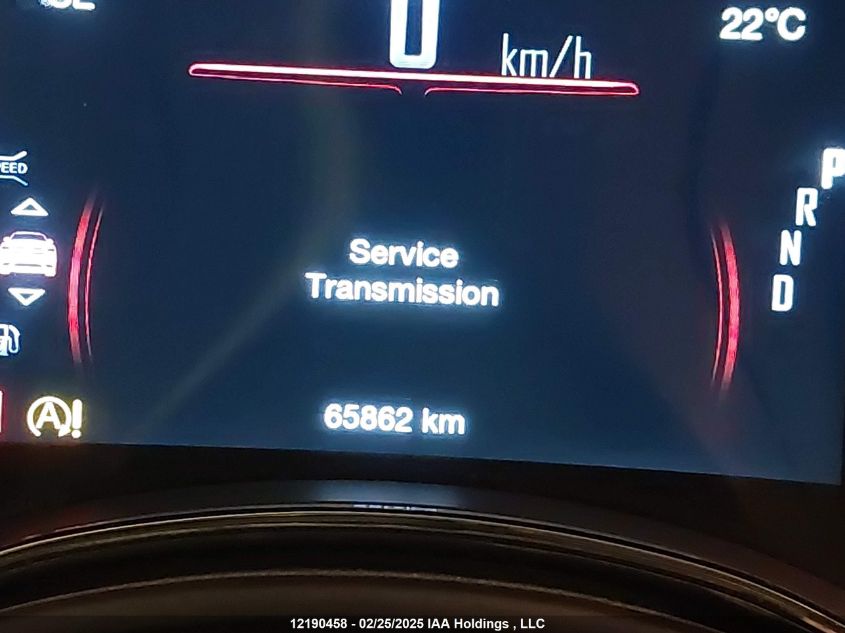 0 km/h
22°C
P
R
N
D
Service
Transmission
65862 km
A!
12190458 - 02/25/2025 IAA Holdings , LLC